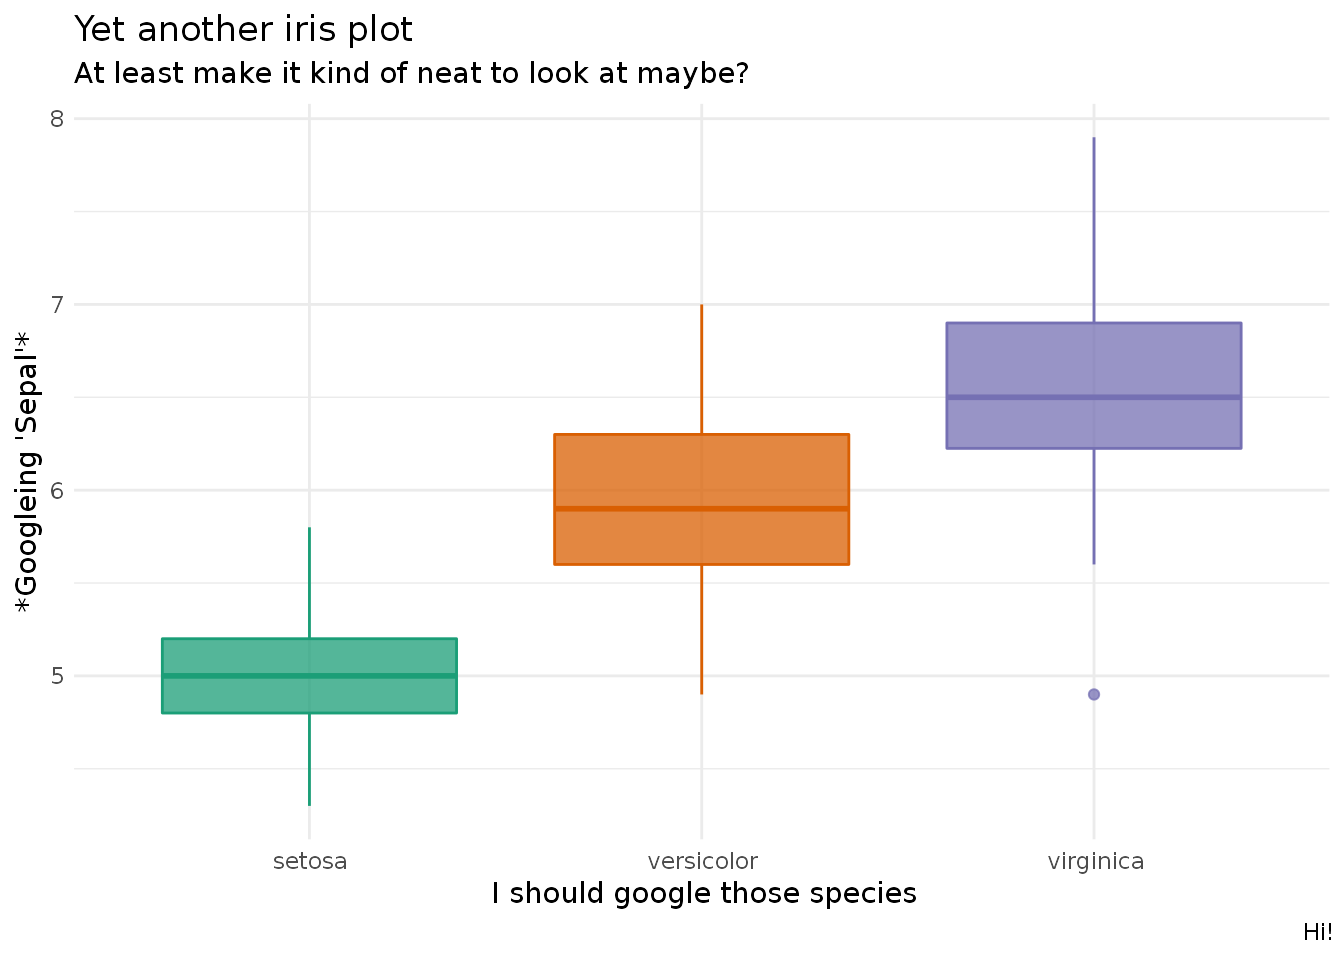 Yet another iris plot
At least make it kind of neat to look at maybe?
8
7
6
5
*Googleing 'Sepal'*
setosa versicolor virginica
I should google those species
Hi!